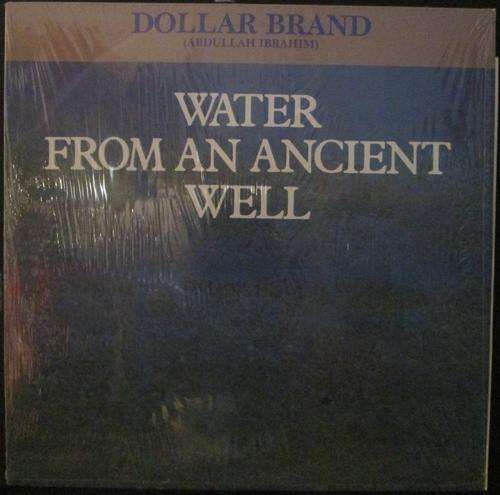 DOLLAR BRAND
(ABDULLAH IBRAHIM)
WATER
FROM AN ANCIENT
WELL